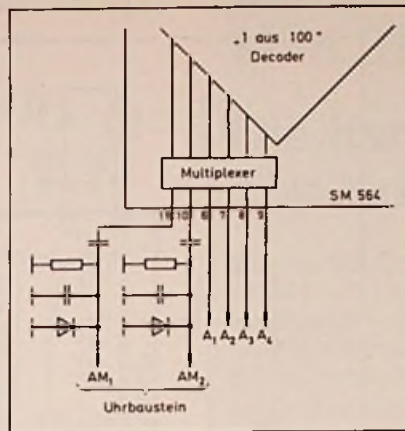 „1 aus 100"
Decoder
Multiplexer
SM 564
11 10 6 7 8 9
A₁ A₂ A₃ A₄
AM₁ AM₂
Uhrbaustein